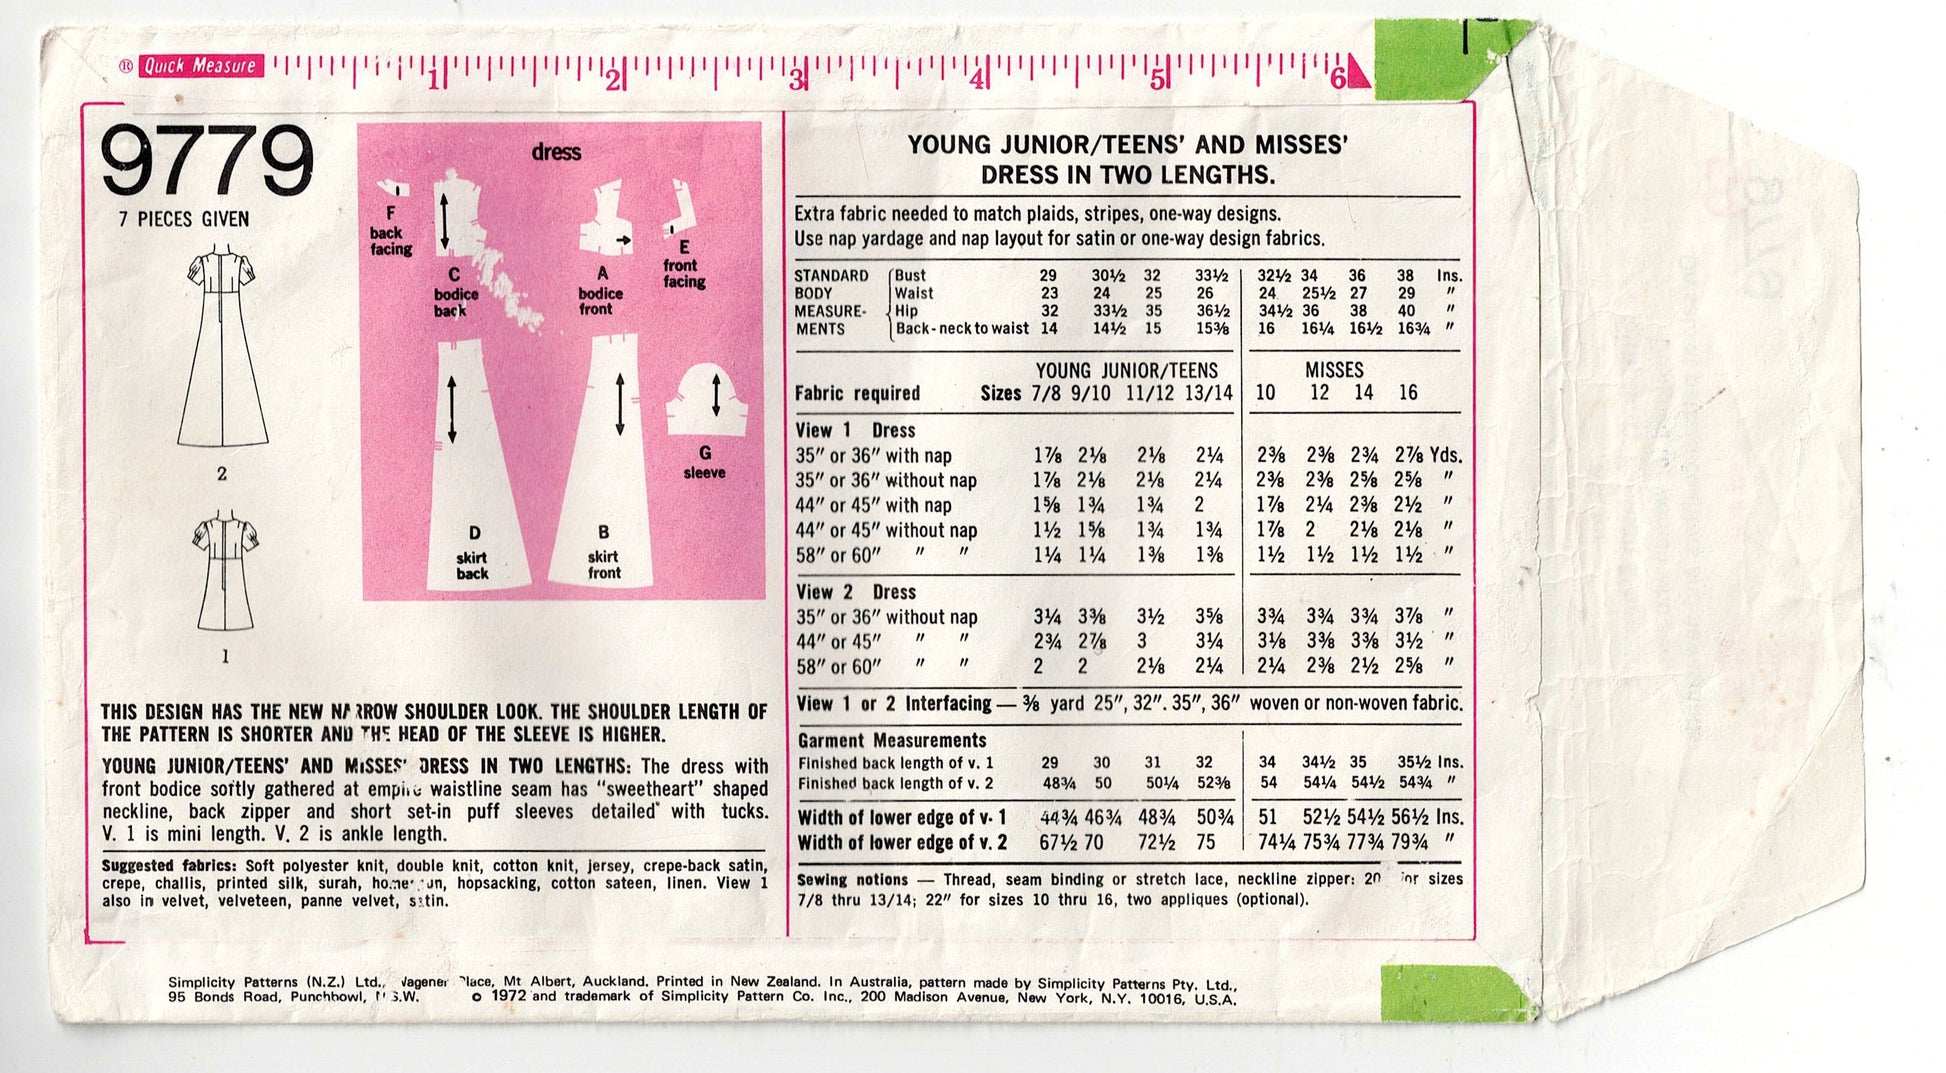 ® Quick Measure 1 2 3 4 5 6
9779
7 PIECES GIVEN
2
1
dress
F
back
facing
C
bodice
back
A
bodice
front
E
front
facing
D
skirt
back
B
skirt
front
G
sleeve
THIS DESIGN HAS THE NEW NARROW SHOULDER LOOK. THE SHOULDER LENGTH OF
THE PATTERN IS SHORTER AND THE HEAD OF THE SLEEVE IS HIGHER.
YOUNG JUNIOR/TEENS' AND MISSES' DRESS IN TWO LENGTHS: The dress with
front bodice softly gathered at empire waistline seam has "sweetheart" shaped
neckline, back zipper and short set-in puff sleeves detailed with tucks.
V. 1 is mini length. V. 2 is ankle length.
Suggested fabrics: Soft polyester knit, double knit, cotton knit, jersey, crepe-back satin,
crepe, challis, printed silk, surah, homespun, hopsacking, cotton sateen, linen. View 1
also in velvet, velveteen, panne velvet, satin.
YOUNG JUNIOR/TEENS' AND MISSES'
DRESS IN TWO LENGTHS.
Extra fabric needed to match plaids, stripes, one-way designs.
Use nap yardage and nap layout for satin or one-way design fabrics.
STANDARD Bust 29 30½ 32 33½ 32½ 34 36 38 Ins.
BODY Waist 23 24 25 26 24 25½ 27 29 "
MEASURE- Hip 32 33½ 35 36½ 34½ 36 38 40 "
MENTS Back-neck to waist 14 14½ 15 15⅜ 16 16¼ 16½ 16¾ "
YOUNG JUNIOR/TEENS MISSES
Fabric required Sizes 7/8 9/10 11/12 13/14 10 12 14 16
View 1 Dress
35" or 36" with nap 1⅞ 2⅛ 2⅛ 2¼ 2⅜ 2⅜ 2¾ 2⅞ Yds.
35" or 36" without nap 1⅞ 2⅛ 2⅛ 2¼ 2⅜ 2⅜ 2⅝ 2⅝ "
44" or 45" with nap 1⅝ 1¾ 1¾ 2 1⅞ 2¼ 2⅜ 2½ "
44" or 45" without nap 1½ 1⅝ 1¾ 1¾ 1⅞ 2 2⅛ 2⅛ "
58" or 60" " " 1¼ 1¼ 1⅜ 1⅜ 1½ 1½ 1½ 1½ "
View 2 Dress
35" or 36" without nap 3¼ 3⅜ 3½ 3⅝ 3¾ 3¾ 3¾ 3⅞ "
44" or 45" " " 2¾ 2⅞ 3 3¼ 3⅛ 3⅜ 3⅜ 3½ "
58" or 60" " " 2 2 2⅛ 2¼ 2¼ 2⅜ 2½ 2⅝ "
View 1 or 2 Interfacing — ⅜ yard 25", 32". 35", 36" woven or non-woven fabric.
Garment Measurements
Finished back length of v. 1 29 30 31 32 34 34½ 35 35½ Ins.
Finished back length of v. 2 48¾ 50 50¼ 52⅜ 54 54¼ 54½ 54¾ "
Width of lower edge of v. 1 44¾ 46¾ 48¾ 50¾ 51 52½ 54½ 56½ Ins.
Width of lower edge of v. 2 67½ 70 72½ 75 74¼ 75¾ 77¾ 79¾ "
Sewing notions — Thread, seam binding or stretch lace, neckline zipper: 20 for sizes
7/8 thru 13/14; 22" for sizes 10 thru 16, two appliques (optional).
Simplicity Patterns (N.Z.) Ltd., Place, Mt Albert, Auckland. Printed in New Zealand. In Australia, pattern made by Simplicity Patterns Pty. Ltd.,
95 Bonds Road, Punchbowl, © 1972 and trademark of Simplicity Pattern Co. Inc., 200 Madison Avenue, New York, N.Y. 10016, U.S.A.